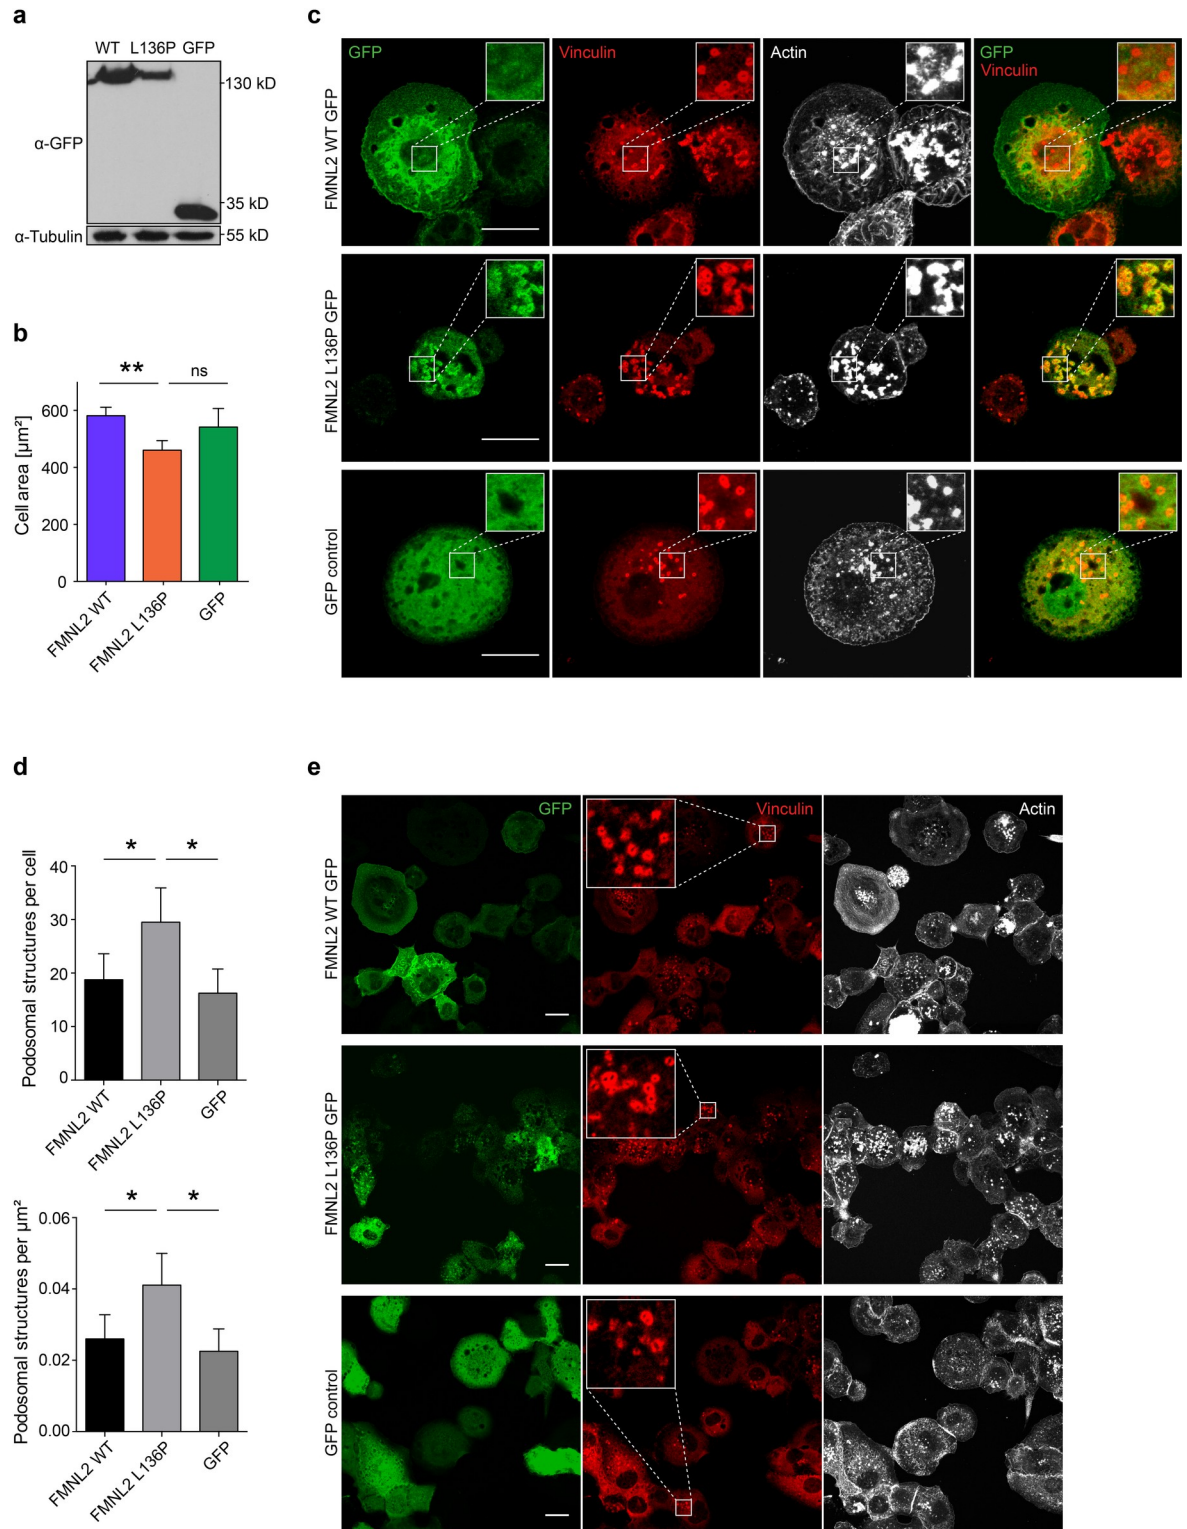 a
WT L136P GFP
130 kD
α-GFP
35 kD
α-Tubulin
55 kD
b
**
ns
Cell area [µm²]
600
400
200
0
FMNL2 WT
FMNL2 L136P
GFP
c
GFP
Vinculin
Actin
GFP
Vinculin
FMNL2 WT GFP
FMNL2 L136P GFP
GFP control
d
Podosomal structures per cell
* *
40
30
20
10
0
FMNL2 WT
FMNL2 L136P
GFP
Podosomal structures per µm²
* *
0.06
0.04
0.02
0.00
FMNL2 WT
FMNL2 L136P
GFP
e
GFP
Vinculin
Actin
FMNL2 WT GFP
FMNL2 L136P GFP
GFP control